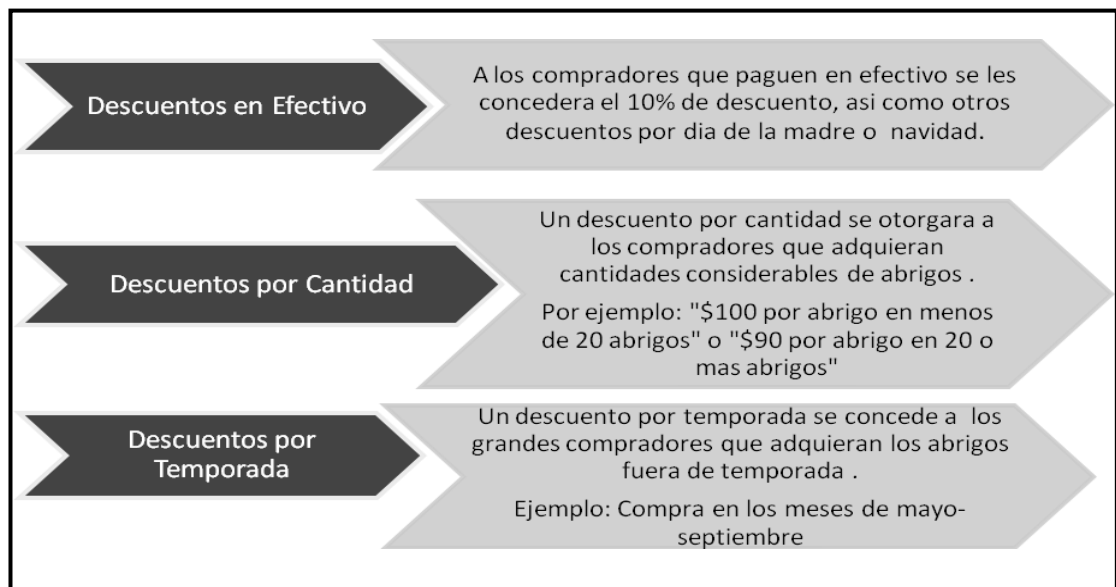 Descuentos en Efectivo
A los compradores que paguen en efectivo se les
concedera el 10% de descuento, asi como otros
descuentos por dia de la madre o  navidad.
Descuentos por Cantidad
Un descuento por cantidad se otorgara a
los compradores que adquieran
cantidades considerables de abrigos .
Por ejemplo: "$100 por abrigo en menos
de 20 abrigos" o "$90 por abrigo en 20 o
mas abrigos"
Descuentos por
Temporada
Un descuento por temporada se concede a  los
grandes compradores que adquieran los abrigos
fuera de temporada .
Ejemplo: Compra en los meses de mayo-
septiembre